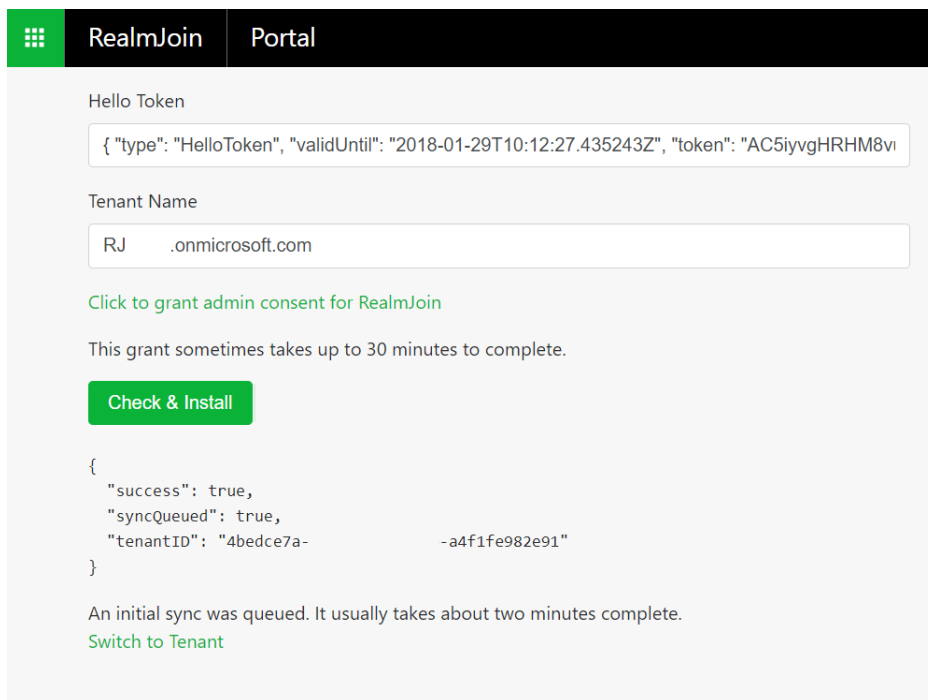 RealmJoin Portal
Hello Token
{ "type": "HelloToken", "validUntil": "2018-01-29T10:12:27.435243Z", "token": "AC5iyvgHRHM8v
Tenant Name
RJ .onmicrosoft.com
Click to grant admin consent for RealmJoin
This grant sometimes takes up to 30 minutes to complete.
Check & Install
{
"success": true,
"syncQueued": true,
"tenantID": "4bedce7a- -a4f1fe982e91"
}
An initial sync was queued. It usually takes about two minutes complete.
Switch to Tenant